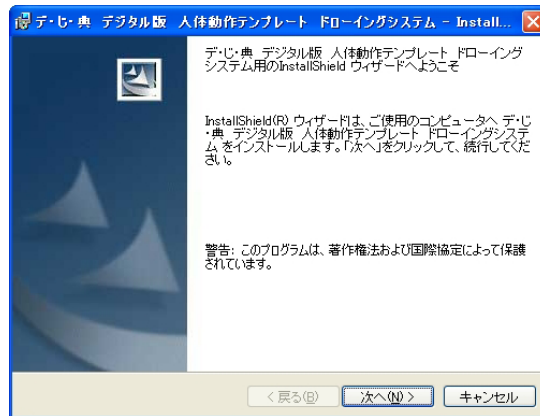 デ・じ・典 デジタル版 人体動作テンプレート ドローイングシステム - Install...
デ・じ・典 デジタル版 人体動作テンプレート ドローイング
システム用のInstallShield ウィザードへようこそ
InstallShield(R) ウィザードは、ご使用のコンピュータへ デ・じ
・典 デジタル版 人体動作テンプレート ドローイングシステ
ム をインストールします。「次へ」をクリックして、続行してくだ
さい。
警告: このプログラムは、著作権法および国際協定によって保護
されています。
< 戻る(B) 次へ(N) > キャンセル